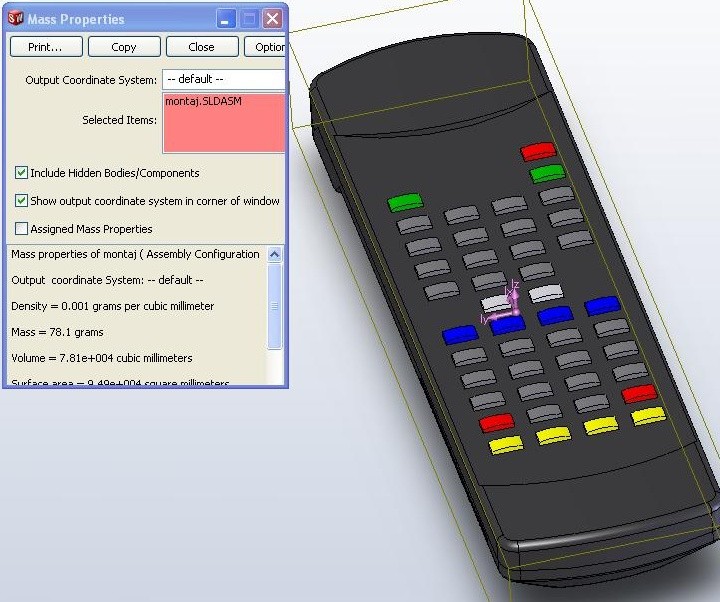 Mass Properties
Print... Copy Close Option
Output Coordinate System: -- default --
montaj.SLDASM
Selected Items:
Include Hidden Bodies/Components
Show output coordinate system in corner of window
Assigned Mass Properties
Mass properties of montaj ( Assembly Configuration
Output coordinate System: -- default --
Density = 0.001 grams per cubic millimeter
Mass = 78.1 grams
Volume = 7.81e+004 cubic millimeters
Surface area = 9.49e+004 square millimeters